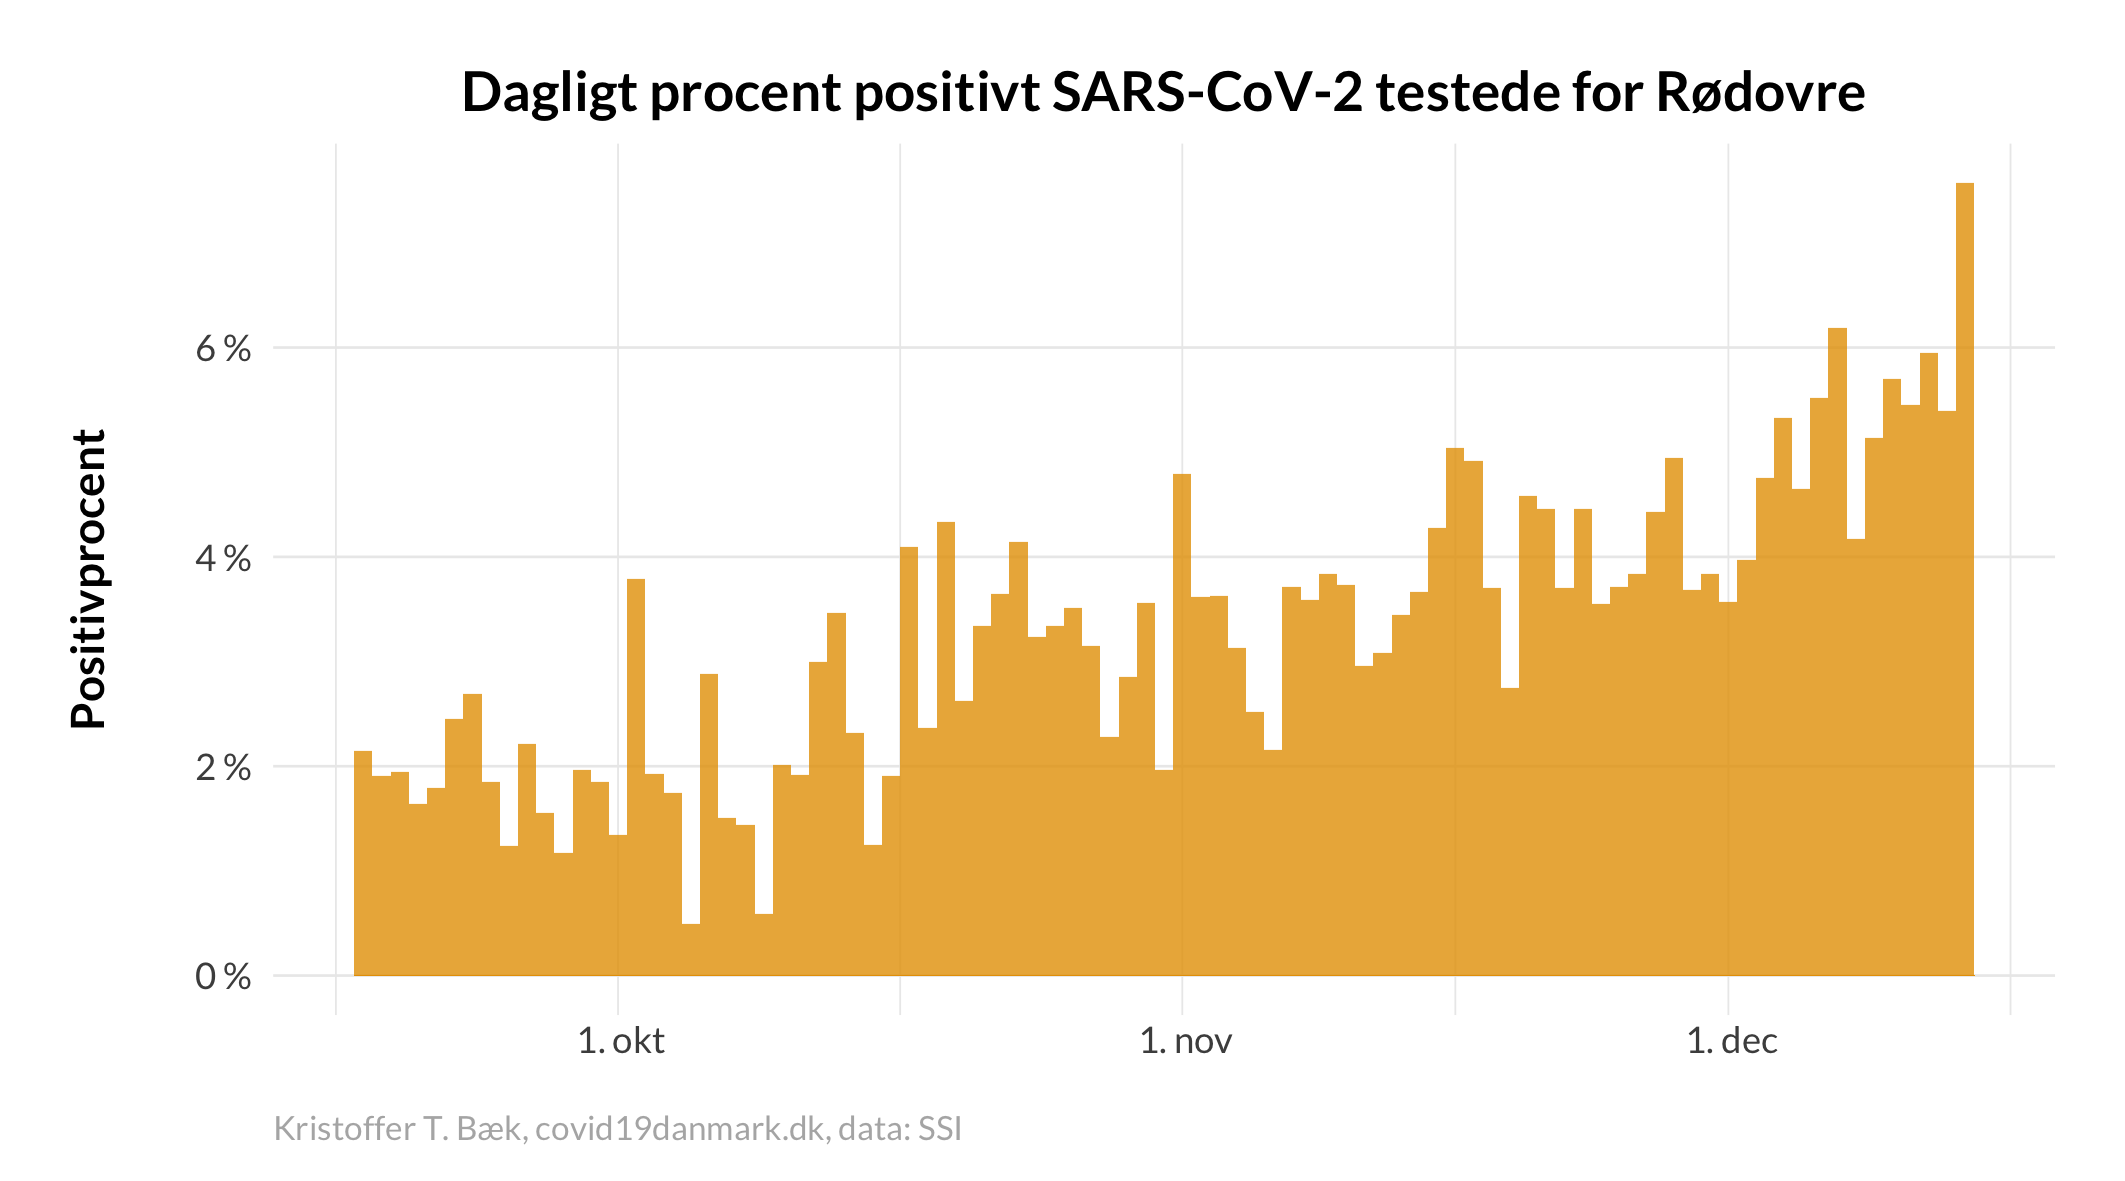 Dagligt procent positivt SARS-CoV-2 testede for Rødovre
Positivprocent
6 %
4 %
2 %
0 %
1. okt
1. nov
1. dec
Kristoffer T. Bæk, covid19danmark.dk, data: SSI